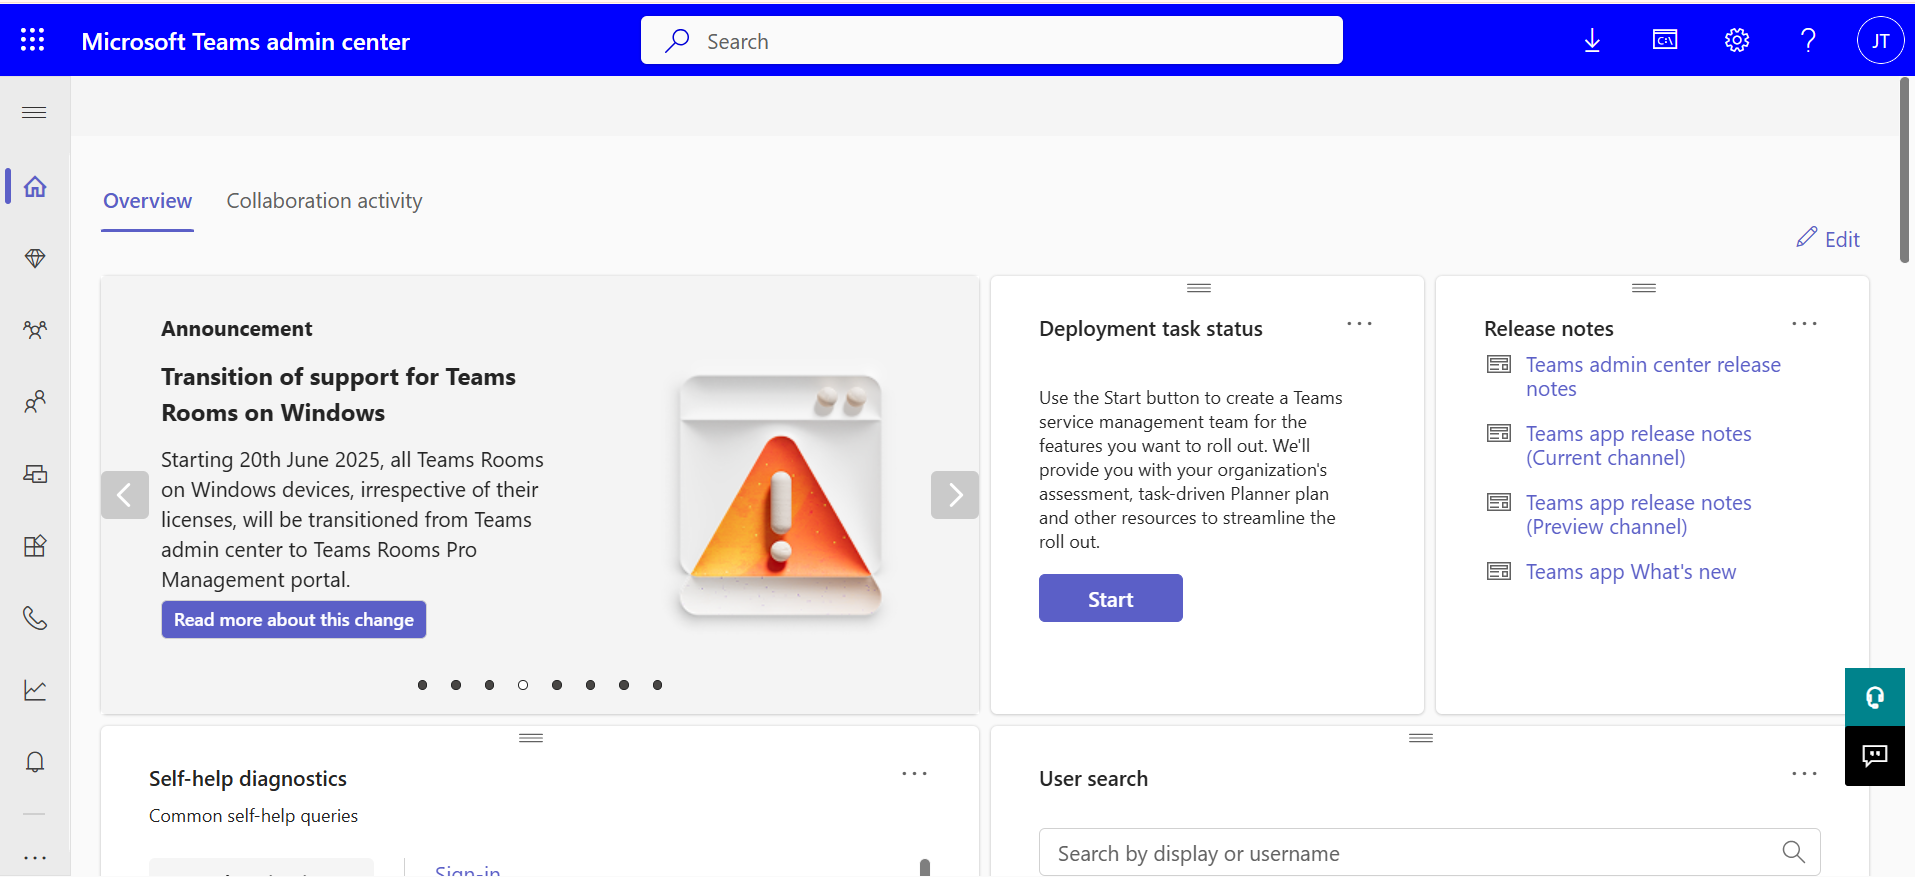 Microsoft Teams admin center
Search
JT
Overview
Collaboration activity
Edit
Announcement
Transition of support for Teams
Rooms on Windows
Starting 20th June 2025, all Teams Rooms
on Windows devices, irrespective of their
licenses, will be transitioned from Teams
admin center to Teams Rooms Pro
Management portal.
Read more about this change
Deployment task status
Use the Start button to create a Teams
service management team for the
features you want to roll out. We'll
provide you with your organization's
assessment, task-driven Planner plan
and other resources to streamline the
roll out.
Start
Release notes
Teams admin center release
notes
Teams app release notes
(Current channel)
Teams app release notes
(Preview channel)
Teams app What's new
Self-help diagnostics
Common self-help queries
Sign-in
User search
Search by display or username